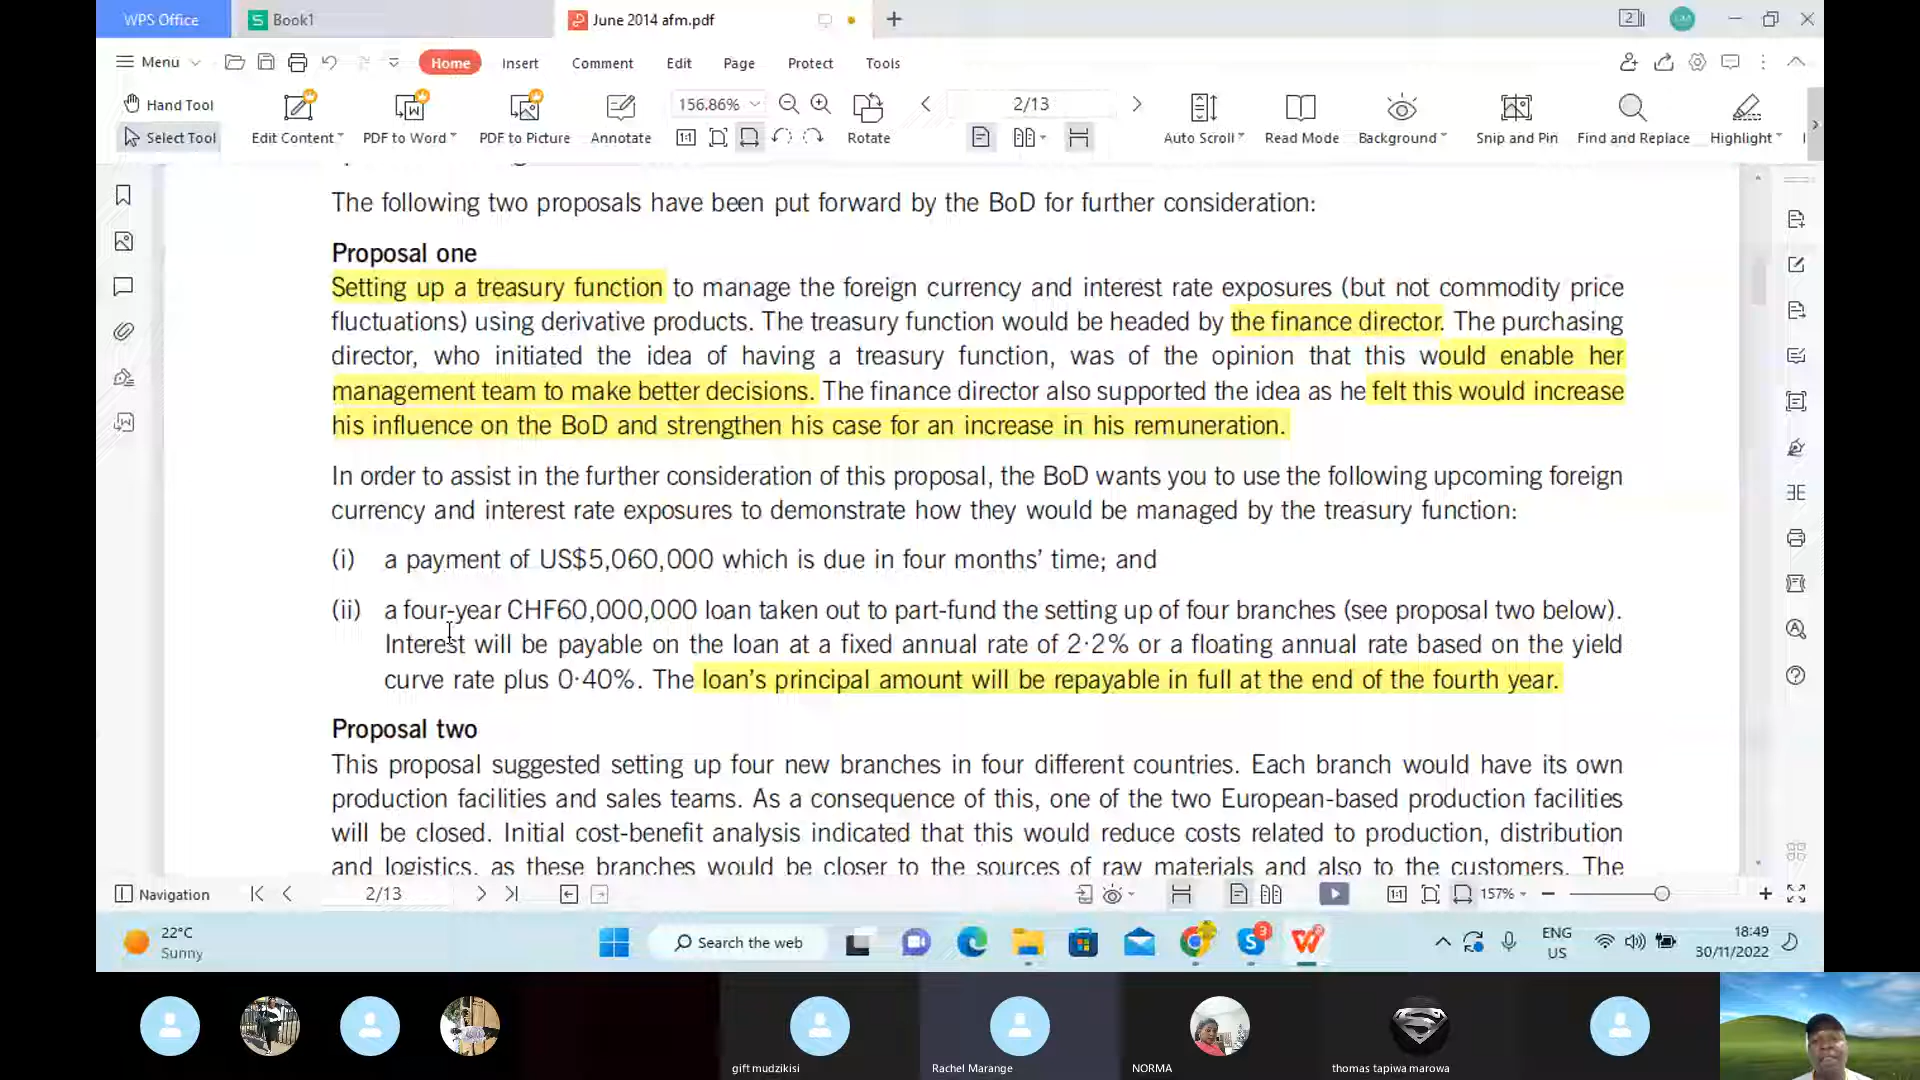 WPS Office
Book1
June 2014 afm.pdf
Menu
Home
Insert
Comment
Edit
Page
Protect
Tools
Hand Tool
Select Tool
Edit Content
PDF to Word
PDF to Picture
Annotate
156.86%
Rotate
2/13
Auto Scroll
Read Mode
Background
Snip and Pin
Find and Replace
Highlight
The following two proposals have been put forward by the BoD for further consideration:
Proposal one
Setting up a treasury function to manage the foreign currency and interest rate exposures (but not commodity price
fluctuations) using derivative products. The treasury function would be headed by the finance director. The purchasing
director, who initiated the idea of having a treasury function, was of the opinion that this would enable her
management team to make better decisions. The finance director also supported the idea as he felt this would increase
his influence on the BoD and strengthen his case for an increase in his remuneration.
In order to assist in the further consideration of this proposal, the BoD wants you to use the following upcoming foreign
currency and interest rate exposures to demonstrate how they would be managed by the treasury function:
(i) a payment of US$5,060,000 which is due in four months' time; and
(ii) a four-year CHF60,000,000 loan taken out to part-fund the setting up of four branches (see proposal two below).
Interest will be payable on the loan at a fixed annual rate of 2·2% or a floating annual rate based on the yield
curve rate plus 0·40%. The loan's principal amount will be repayable in full at the end of the fourth year.
Proposal two
This proposal suggested setting up four new branches in four different countries. Each branch would have its own
production facilities and sales teams. As a consequence of this, one of the two European-based production facilities
will be closed. Initial cost-benefit analysis indicated that this would reduce costs related to production, distribution
and logistics, as these branches would be closer to the sources of raw materials and also to the customers. The
Navigation
2/13
157%
22°C
Sunny
Search the web
ENG
US
18:49
30/11/2022
gift mudzikisi
Rachel Marange
NORMA
thomas tapiwa marowa